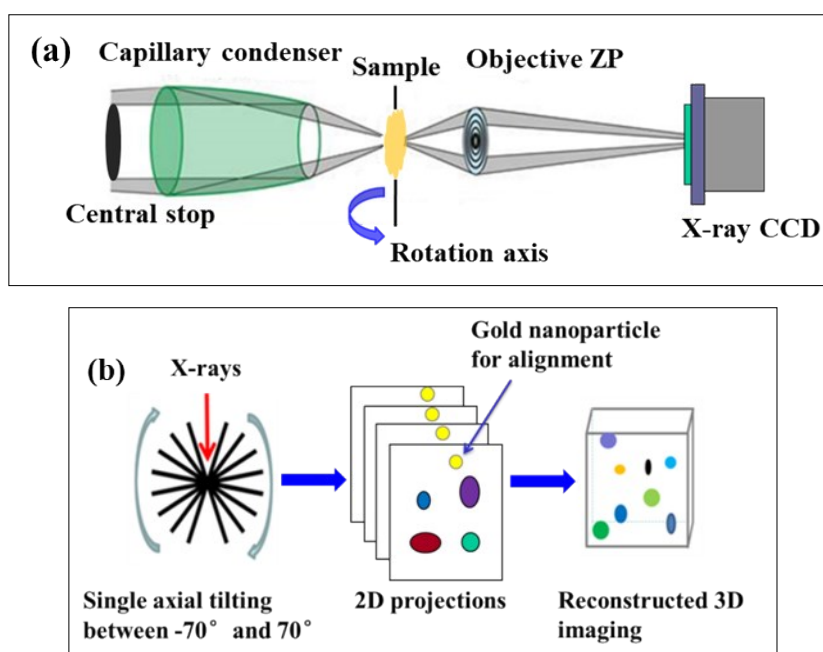 (a)
Capillary condenser
Sample
Objective ZP
Central stop
Rotation axis
X-ray CCD
(b)
X-rays
Gold nanoparticle
for alignment
Single axial tilting
between -70° and 70°
2D projections
Reconstructed 3D
imaging